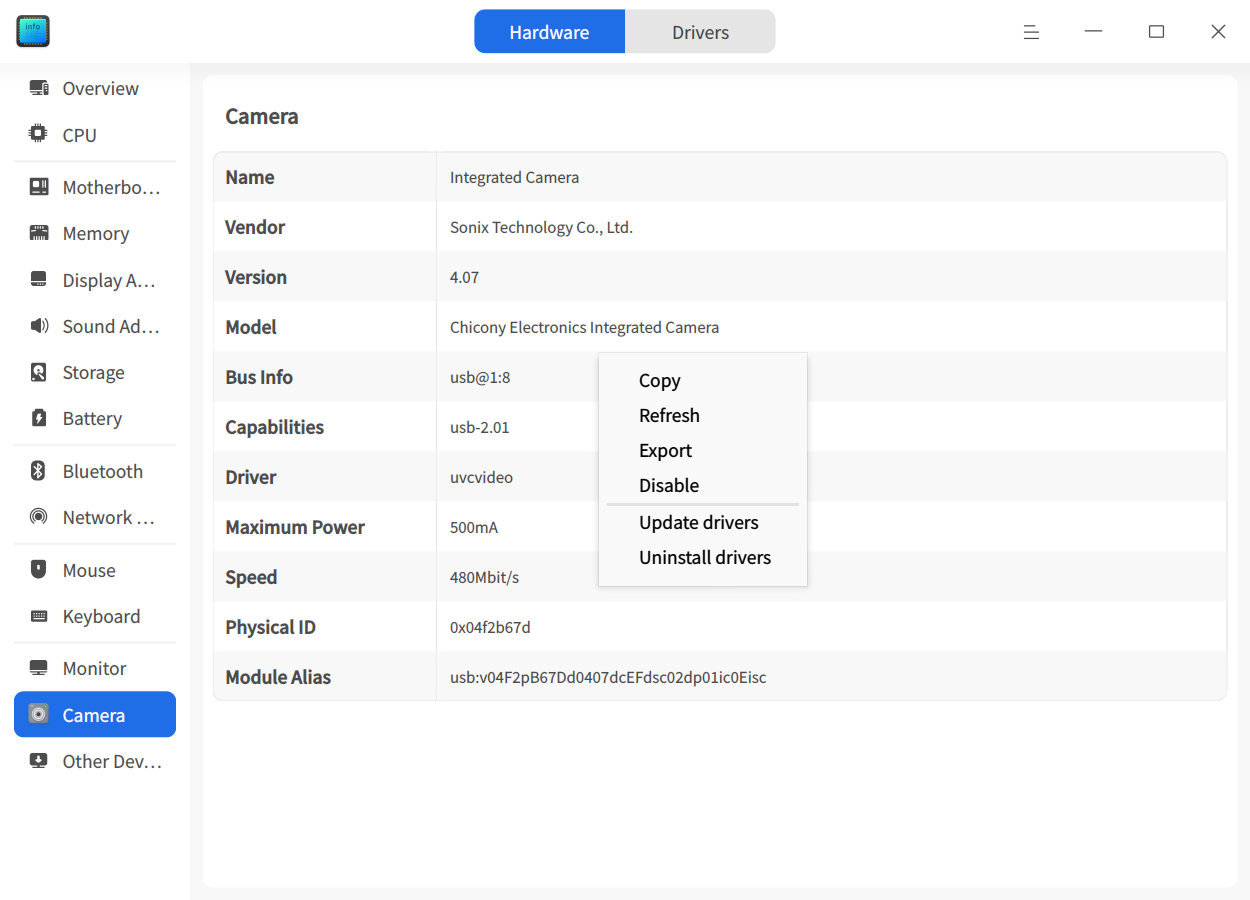 info
Hardware
Drivers
Overview
CPU
Motherbo...
Memory
Display A...
Sound Ad...
Storage
Battery
Bluetooth
Network ...
Mouse
Keyboard
Monitor
Camera
Other Dev...
Camera
Name Integrated Camera
Vendor Sonix Technology Co., Ltd.
Version 4.07
Model Chicony Electronics Integrated Camera
Bus Info usb@1:8
Capabilities usb-2.01
Driver uvcvideo
Maximum Power 500mA
Speed 480Mbit/s
Physical ID 0x04f2b67d
Module Alias usb:v04F2pB67Dd0407dcEFdsc02dp01ic0Eisc
Copy
Refresh
Export
Disable
Update drivers
Uninstall drivers